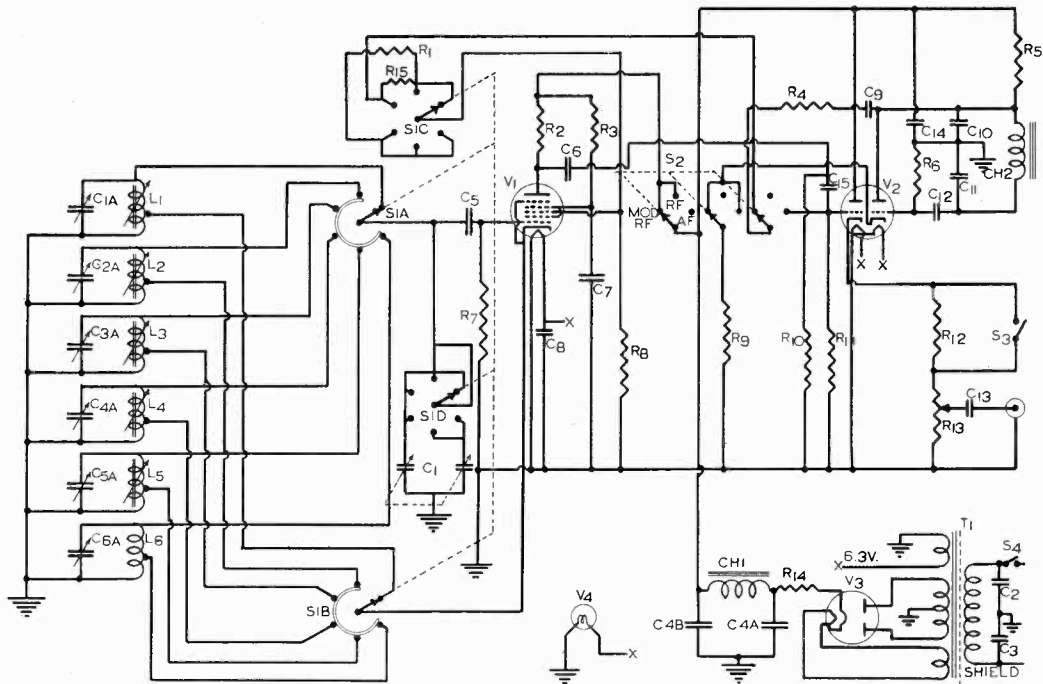 R1
R15
S1C
C1A
L1
C2A
L2
C3A
L3
C4A
L4
C5A
L5
C6A
L6
S1A
C5
R7
S1D
C1
S1B
R2
R3
C6
V1
C7
X
C8
R8
S2
MOD
RF
RF
AF
R9
R4
C9
C15
V2
X
X
R10
R11
C14
C10
R6
C12
C11
CH2
R5
R12
S3
R13
C13
V4
X
CH1
R14
C4B
C4A
V3
X
6.3V.
T1
S4
C2
C3
SHIELD